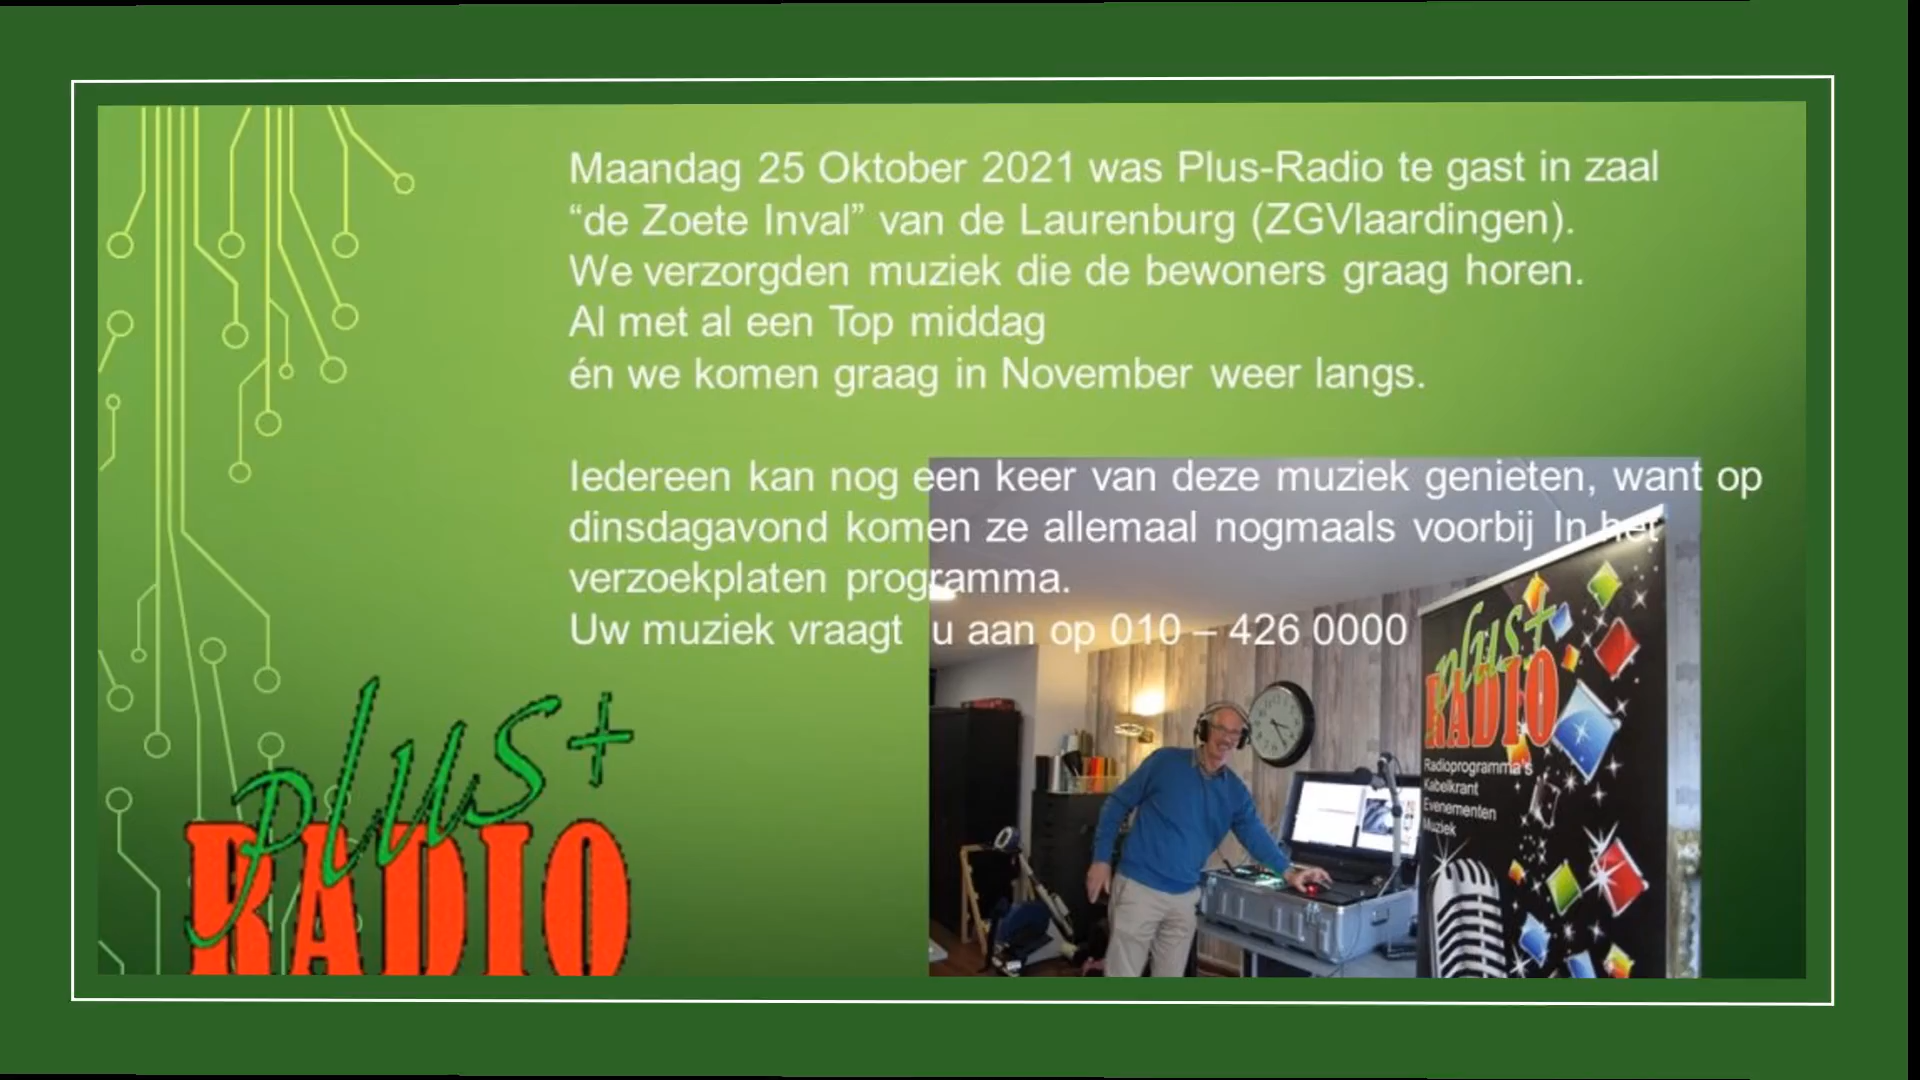 Maandag 25 Oktober 2021 was Plus-Radio te gast in zaal
“de Zoete Inval” van de Laurenburg (ZGVlaardingen).
We verzorgden muziek die de bewoners graag horen.
Al met al een Top middag
én we komen graag in November weer langs.
Iedereen kan nog een keer van deze muziek genieten, want op
dinsdagavond komen ze allemaal nogmaals voorbij In het
verzoekplaten programma.
Uw muziek vraagt u aan op 010 – 426 0000
plus+
RADIO
plus+
RADIO
Radioprogramma's
Kabelkrant
Evenementen
Muziek